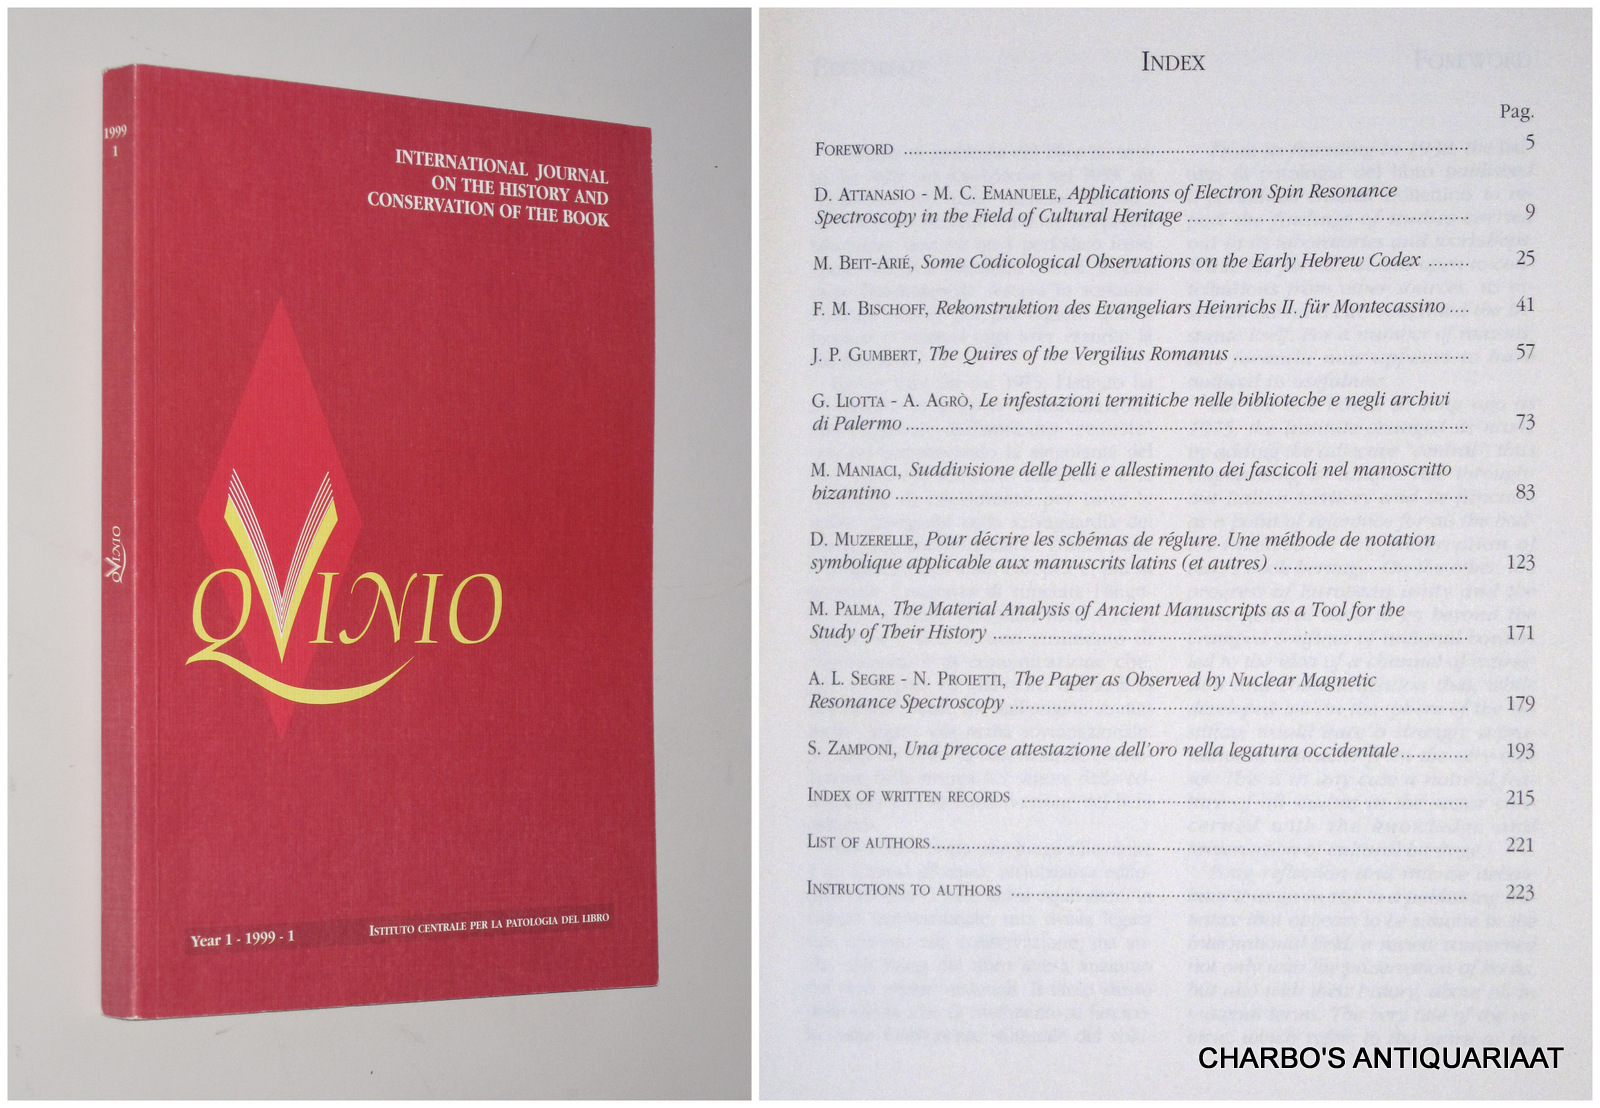 1999
1
QVINIO
INTERNATIONAL JOURNAL
ON THE HISTORY AND
CONSERVATION OF THE BOOK
QVINIO
Year 1 - 1999 - 1
ISTITUTO CENTRALE PER LA PATOLOGIA DEL LIBRO
INDEX
Pag.
FOREWORD ........ 5
D. ATTANASIO - M. C. EMANUELE, Applications of Electron Spin Resonance
Spectroscopy in the Field of Cultural Heritage ........ 9
M. BEIT-ARIÉ, Some Codicological Observations on the Early Hebrew Codex ........ 25
F. M. BISCHOFF, Rekonstruktion des Evangeliars Heinrichs II. für Montecassino .... 41
J. P. GUMBERT, The Quires of the Vergilius Romanus ........ 57
G. LIOTTA - A. AGRÒ, Le infestazioni termitiche nelle biblioteche e negli archivi
di Palermo ........ 73
M. MANIACI, Suddivisione delle pelli e allestimento dei fascicoli nel manoscritto
bizantino ........ 83
D. MUZERELLE, Pour décrire les schémas de réglure. Une méthode de notation
symbolique applicable aux manuscrits latins (et autres) ........ 123
M. PALMA, The Material Analysis of Ancient Manuscripts as a Tool for the
Study of Their History ........ 171
A. L. SEGRE - N. PROIETTI, The Paper as Observed by Nuclear Magnetic
Resonance Spectroscopy ........ 179
S. ZAMPONI, Una precoce attestazione dell'oro nella legatura occidentale ........ 193
INDEX OF WRITTEN RECORDS ........ 215
LIST OF AUTHORS ........ 221
INSTRUCTIONS TO AUTHORS ........ 223
CHARBO'S ANTIQUARIAAT